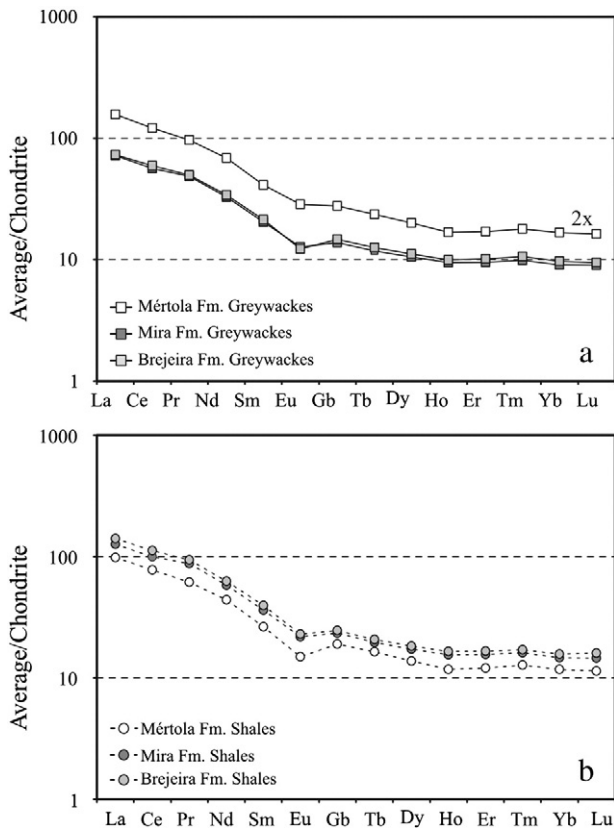 1000
100
10
1
Average/Chondrite
2x
Mértola Fm. Greywackes
Mira Fm. Greywackes
Brejeira Fm. Greywackes
a
La Ce Pr Nd Sm Eu Gb Tb Dy Ho Er Tm Yb Lu
1000
100
10
1
Average/Chondrite
Mértola Fm. Shales
Mira Fm. Shales
Brejeira Fm. Shales
b
La Ce Pr Nd Sm Eu Gb Tb Dy Ho Er Tm Yb Lu